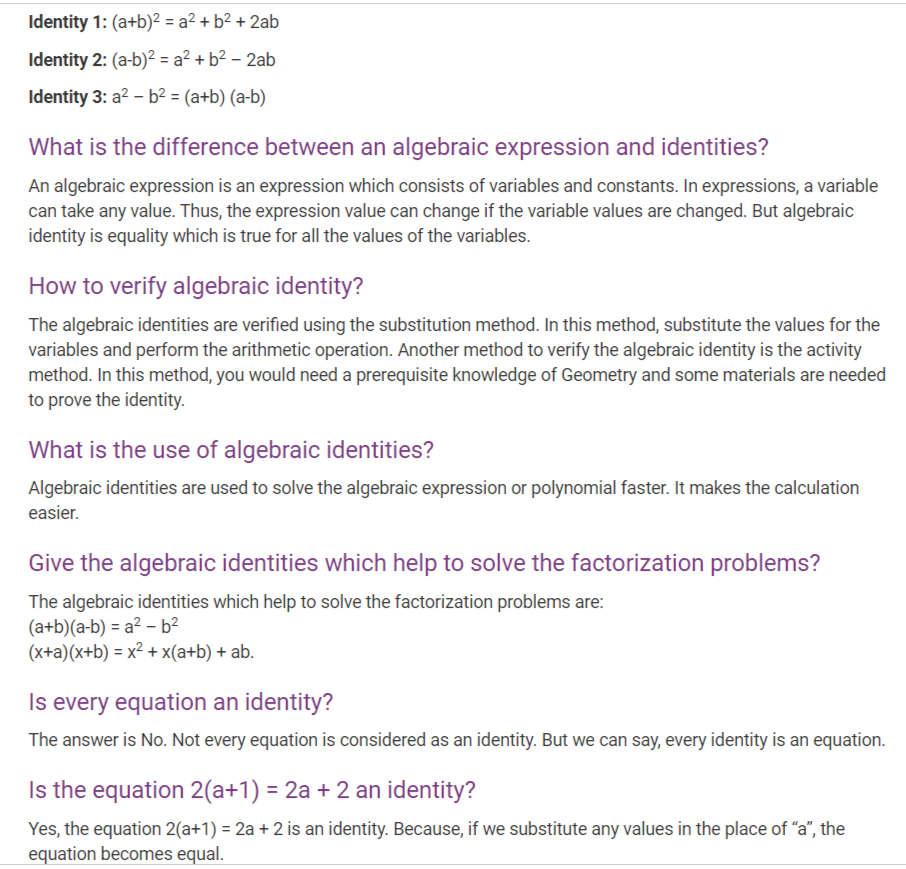 Identity 1: (a+b)² = a² + b² + 2ab
Identity 2: (a-b)² = a² + b² – 2ab
Identity 3: a² – b² = (a+b) (a-b)
What is the difference between an algebraic expression and identities?
An algebraic expression is an expression which consists of variables and constants. In expressions, a variable
can take any value. Thus, the expression value can change if the variable values are changed. But algebraic
identity is equality which is true for all the values of the variables.
How to verify algebraic identity?
The algebraic identities are verified using the substitution method. In this method, substitute the values for the
variables and perform the arithmetic operation. Another method to verify the algebraic identity is the activity
method. In this method, you would need a prerequisite knowledge of Geometry and some materials are needed
to prove the identity.
What is the use of algebraic identities?
Algebraic identities are used to solve the algebraic expression or polynomial faster. It makes the calculation
easier.
Give the algebraic identities which help to solve the factorization problems?
The algebraic identities which help to solve the factorization problems are:
(a+b)(a-b) = a² – b²
(x+a)(x+b) = x² + x(a+b) + ab.
Is every equation an identity?
The answer is No. Not every equation is considered as an identity. But we can say, every identity is an equation.
Is the equation 2(a+1) = 2a + 2 an identity?
Yes, the equation 2(a+1) = 2a + 2 is an identity. Because, if we substitute any values in the place of “a”, the
equation becomes equal.